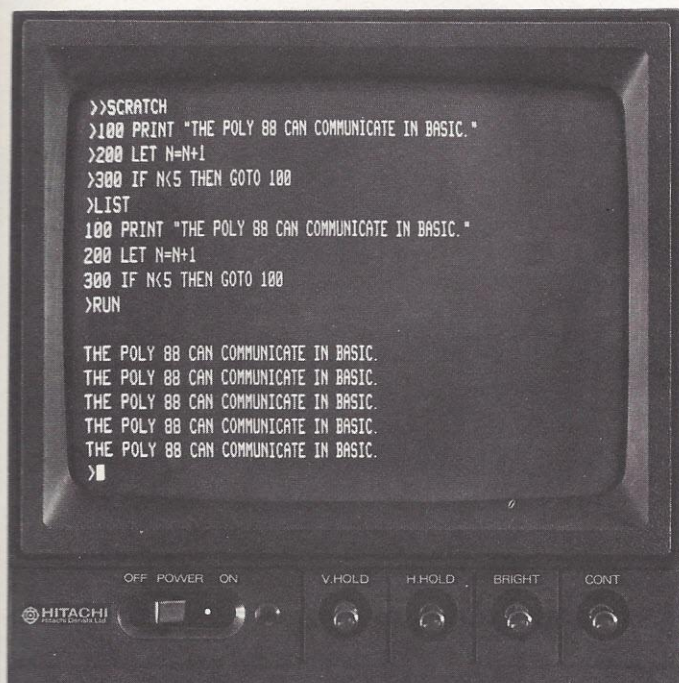 >>SCRATCH
>100 PRINT "THE POLY 88 CAN COMMUNICATE IN BASIC."
>200 LET N=N+1
>300 IF N<5 THEN GOTO 100
>LIST
100 PRINT "THE POLY 88 CAN COMMUNICATE IN BASIC."
200 LET N=N+1
300 IF N<5 THEN GOTO 100
>RUN
THE POLY 88 CAN COMMUNICATE IN BASIC.
THE POLY 88 CAN COMMUNICATE IN BASIC.
THE POLY 88 CAN COMMUNICATE IN BASIC.
THE POLY 88 CAN COMMUNICATE IN BASIC.
THE POLY 88 CAN COMMUNICATE IN BASIC.
>
OFF POWER ON V.HOLD H.HOLD BRIGHT CONT
HITACHI
Hitachi Denshi Ltd